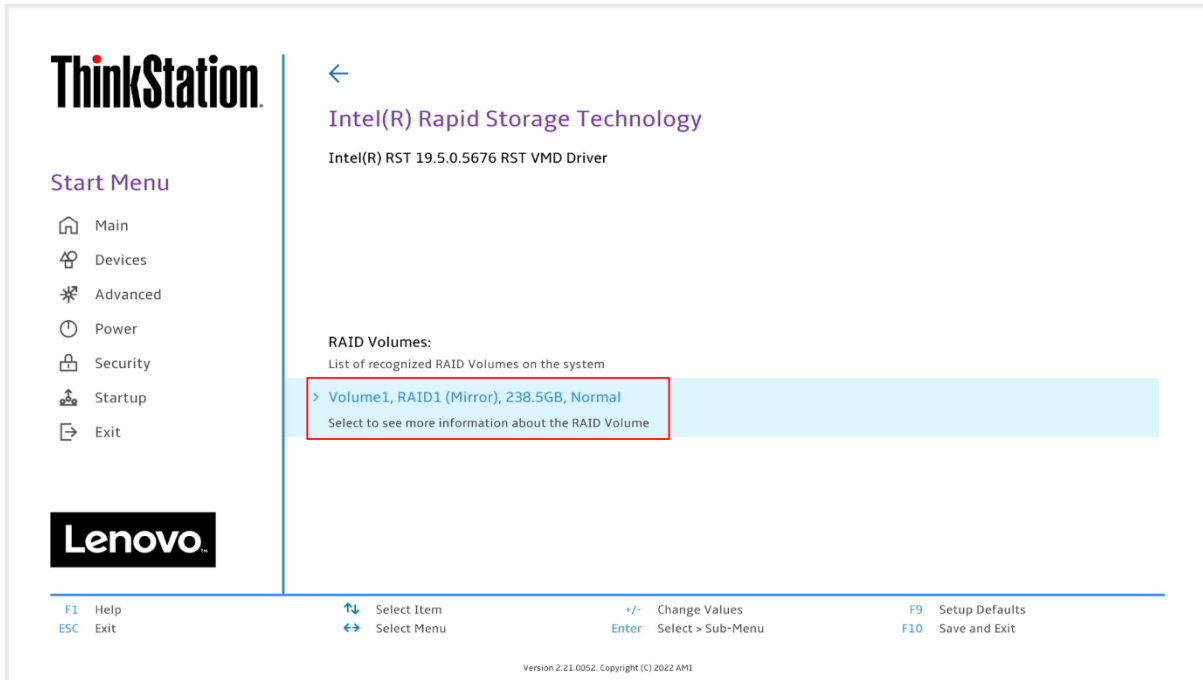 ThinkStation
Start Menu
Main
Devices
Advanced
Power
Security
Startup
Exit
Lenovo™
←
Intel(R) Rapid Storage Technology
Intel(R) RST 19.5.0.5676 RST VMD Driver
RAID Volumes:
List of recognized RAID Volumes on the system
> Volume1, RAID1 (Mirror), 238.5GB, Normal
Select to see more information about the RAID Volume
F1 Help ↑↓ Select Item +/- Change Values F9 Setup Defaults
ESC Exit ←→ Select Menu Enter Select > Sub-Menu F10 Save and Exit
Version 2.21.0052. Copyright (C) 2022 AMI